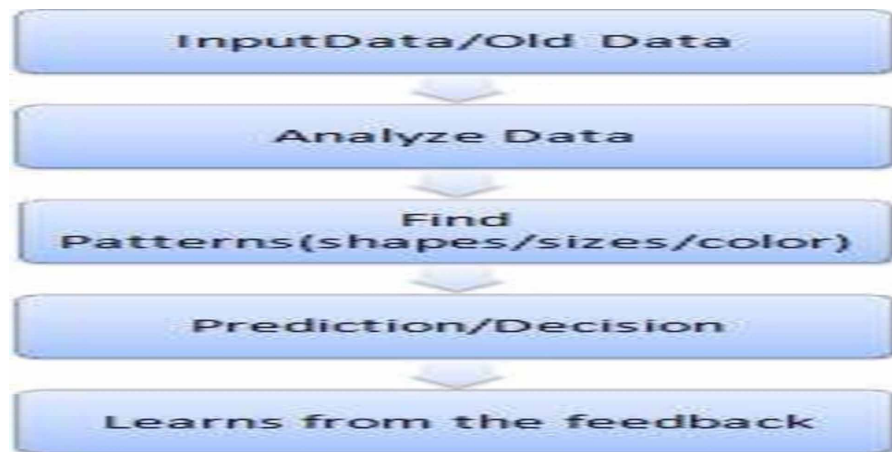 InputData/Old Data
Analyze Data
Find
Patterns(shapes/sizes/color)
Prediction/Decision
Learns from the feedback